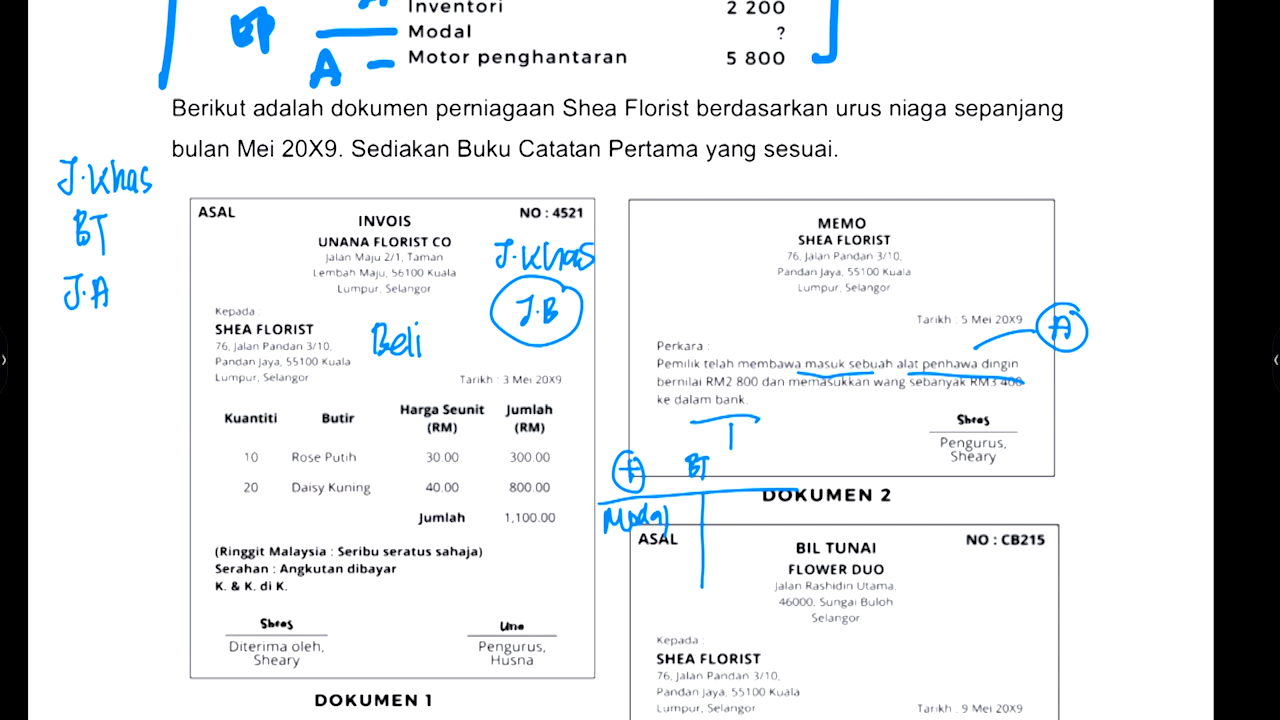 Inventori 2 200
BP
Modal ?
A – Motor penghantaran 5 800
Berikut adalah dokumen perniagaan Shea Florist berdasarkan urus niaga sepanjang
bulan Mei 20X9. Sediakan Buku Catatan Pertama yang sesuai.
J.Khas
BT
J.A
ASAL
NO : 4521
INVOIS
UNANA FLORIST CO
Jalan Maju 2/1, Taman
Lembah Maju, 56100 Kuala
Lumpur, Selangor
J.Khas
J.B
Kepada :
SHEA FLORIST
76, Jalan Pandan 3/10,
Pandan Jaya, 55100 Kuala
Lumpur, Selangor
Beli
Tarikh : 3 Mei 20X9
Kuantiti Butir Harga Seunit (RM) Jumlah (RM)
10 Rose Putih 30.00 300.00
20 Daisy Kuning 40.00 800.00
Jumlah 1,100.00
(Ringgit Malaysia : Seribu seratus sahaja)
Serahan : Angkutan dibayar
K. & K. di K.
Sheas
Diterima oleh,
Sheary
Una
Pengurus,
Husna
DOKUMEN 1
MEMO
SHEA FLORIST
76, Jalan Pandan 3/10,
Pandan Jaya, 55100 Kuala
Lumpur, Selangor
Tarikh : 5 Mei 20X9
A
Perkara :
Pemilik telah membawa masuk sebuah alat penhawa dingin
bernilai RM2 800 dan memasukkan wang sebanyak RM3 400
ke dalam bank.
T
Sheas
Pengurus,
Sheary
+ BT
Modal
DOKUMEN 2
ASAL
NO : CB215
BIL TUNAI
FLOWER DUO
Jalan Rashidin Utama,
46000, Sungai Buloh
Selangor
Kepada :
SHEA FLORIST
76, Jalan Pandan 3/10,
Pandan Jaya, 55100 Kuala
Lumpur, Selangor
Tarikh : 9 Mei 20X9